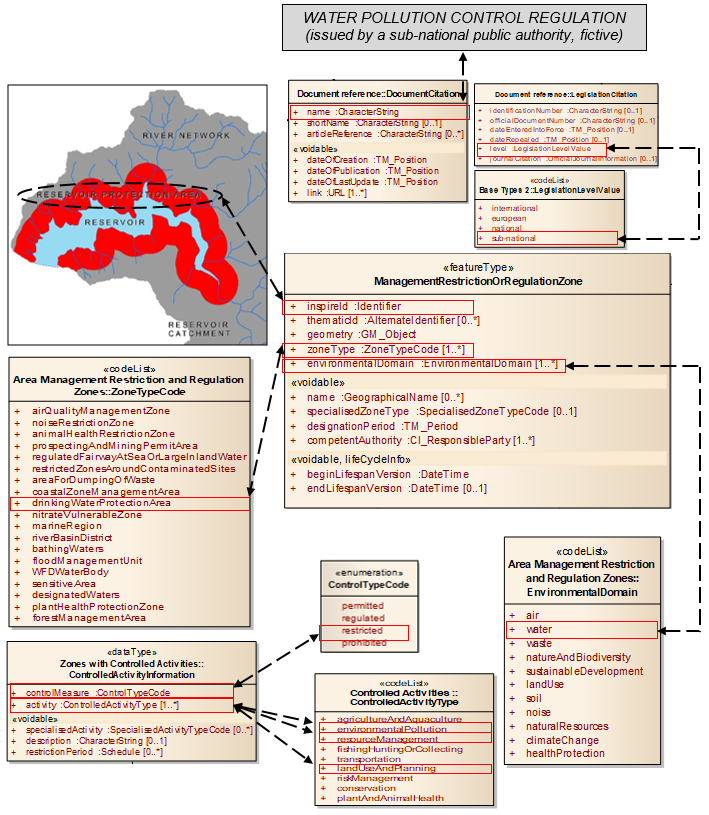 WATER POLLUTION CONTROL REGULATION
(issued by a sub-national public authority, fictive)
RIVER NETWORK
RESERVOIR PROTECTION AREA
RESERVOIR
RESERVOIR
CATCHMENT
Document reference::DocumentCitation
+ name :CharacterString
+ shortName :CharacterString [0..1]
+ articleReference :CharacterString [0..*]
«voidable»
+ dateOfCreation :TM_Position
+ dateOfPublication :TM_Position
+ dateOfLastUpdate :TM_Position
+ link :URL [1..*]
Document reference::LegislationCitation
+ identificationNumber :CharacterString [0..1]
+ officialDocumentNumber :CharacterString [0..1]
+ dateEnteredIntoForce :TM_Position [0..1]
+ dateRepealed :TM_Position [0..1]
+ level :LegislationLevelValue
+ journalCitation :OfficialJournalInformation [0..1]
«codeList»
Base Types 2::LegislationLevelValue
+ international
+ european
+ national
+ sub-national
«featureType»
ManagementRestrictionOrRegulationZone
+ inspireId :Identifier
+ thematicId :AlternateIdentifier [0..*]
+ geometry :GM_Object
+ zoneType :ZoneTypeCode [1..*]
+ environmentalDomain :EnvironmentalDomain [1..*]
«voidable»
+ name :GeographicalName [0..*]
+ specialisedZoneType :SpecialisedZoneTypeCode [0..1]
+ designationPeriod :TM_Period
+ competentAuthority :CI_ResponsibleParty [1..*]
«voidable, lifeCycleInfo»
+ beginLifespanVersion :DateTime
+ endLifespanVersion :DateTime [0..1]
«codeList»
Area Management Restriction and Regulation
Zones::ZoneTypeCode
+ airQualityManagementZone
+ noiseRestrictionZone
+ animalHealthRestrictionZone
+ prospectingAndMiningPermitArea
+ regulatedFairwayAtSeaOrLargeInlandWater
+ restrictedZonesAroundContaminatedSites
+ areaForDumpingOfWaste
+ coastalZoneManagementArea
+ drinkingWaterProtectionArea
+ nitrateVulnerableZone
+ marineRegion
+ riverBasinDistrict
+ bathingWaters
+ floodManagementUnit
+ WFDWaterBody
+ sensitiveArea
+ designatedWaters
+ plantHealthProtectionZone
+ forestManagementArea
«enumeration»
ControlTypeCode
permitted
regulated
restricted
prohibited
«codeList»
Area Management Restriction
and Regulation Zones::
EnvironmentalDomain
+ air
+ water
+ waste
+ natureAndBiodiversity
+ sustainableDevelopment
+ landUse
+ soil
+ noise
+ naturalResources
+ climateChange
+ healthProtection
«dataType»
Zones with Controlled Activities::
ControlActivityInformation
+ controlMeasure :ControlTypeCode
+ activity :ControlledActivityType [1..*]
«voidable»
+ specialisedActivity :SpecialisedActivityTypeCode [0..*]
+ description :CharacterString [0..1]
+ restrictionPeriod :Schedule [0..*]
«codeList»
Controlled Activities ::
ControlledActivityType
+ agricultureAndAquaculture
+ environmentalPollution
+ resourceManagement
+ fishingHuntingOrCollecting
+ transportation
+ landUseAndPlanning
+ riskManagement
+ conservation
+ plantAndAnimalHealth